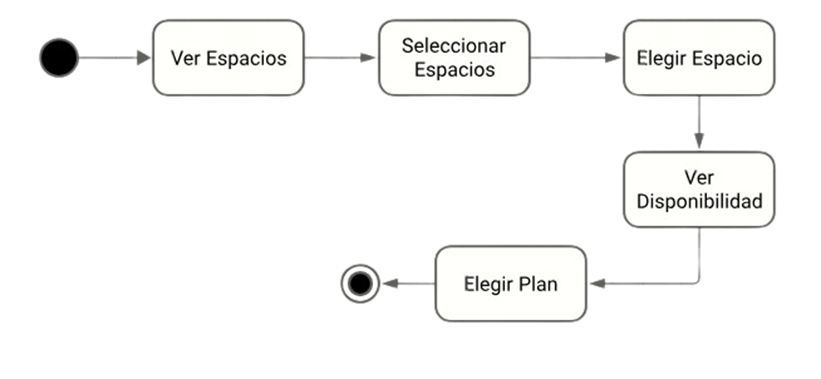 Ver Espacios
Seleccionar
Espacios
Elegir Espacio
Ver
Disponibilidad
Elegir Plan